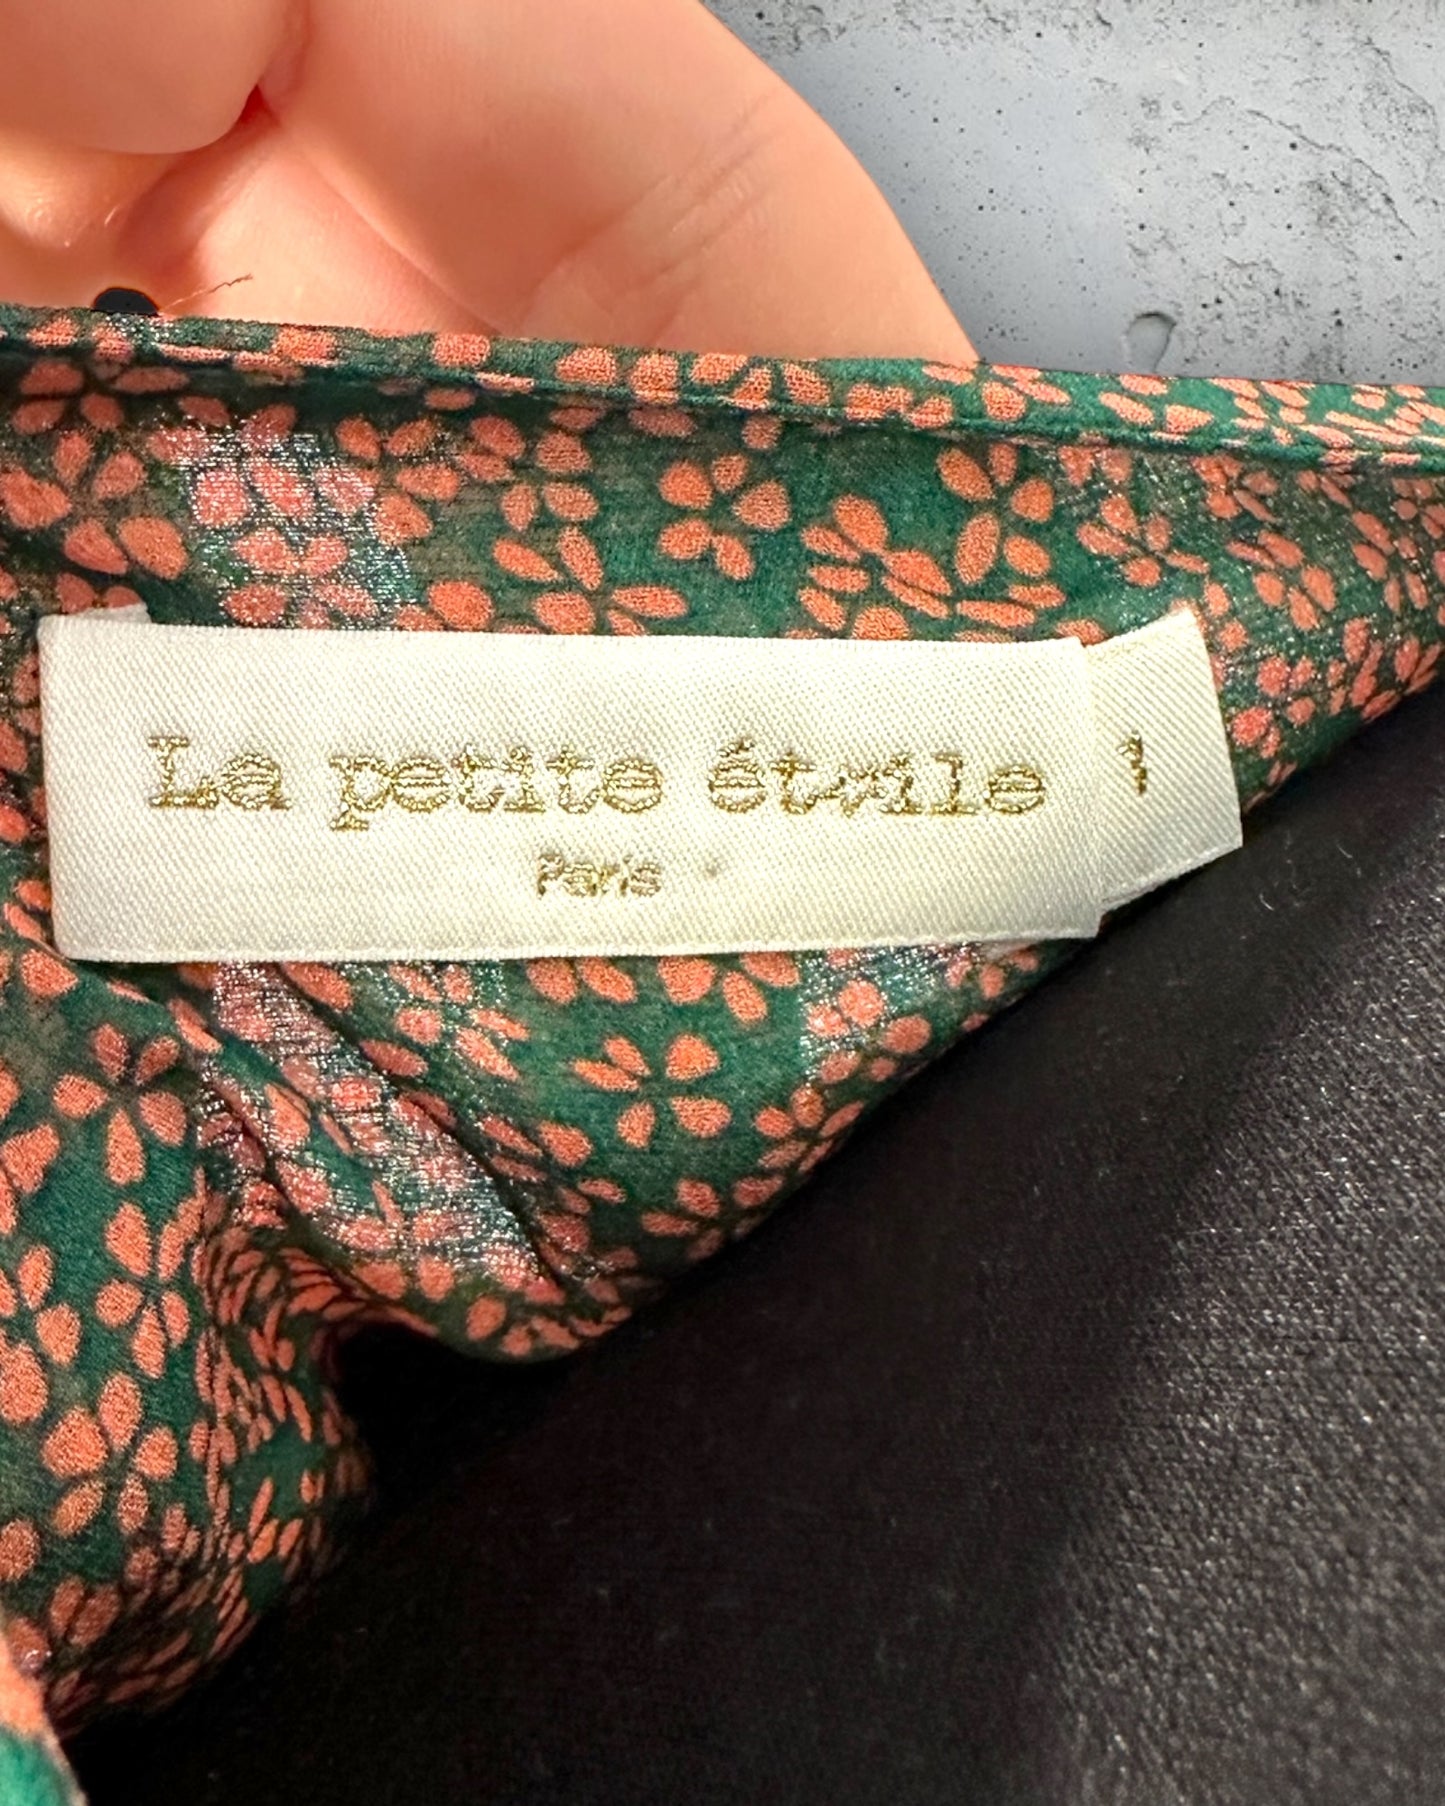 La petite étoile
Paris
1